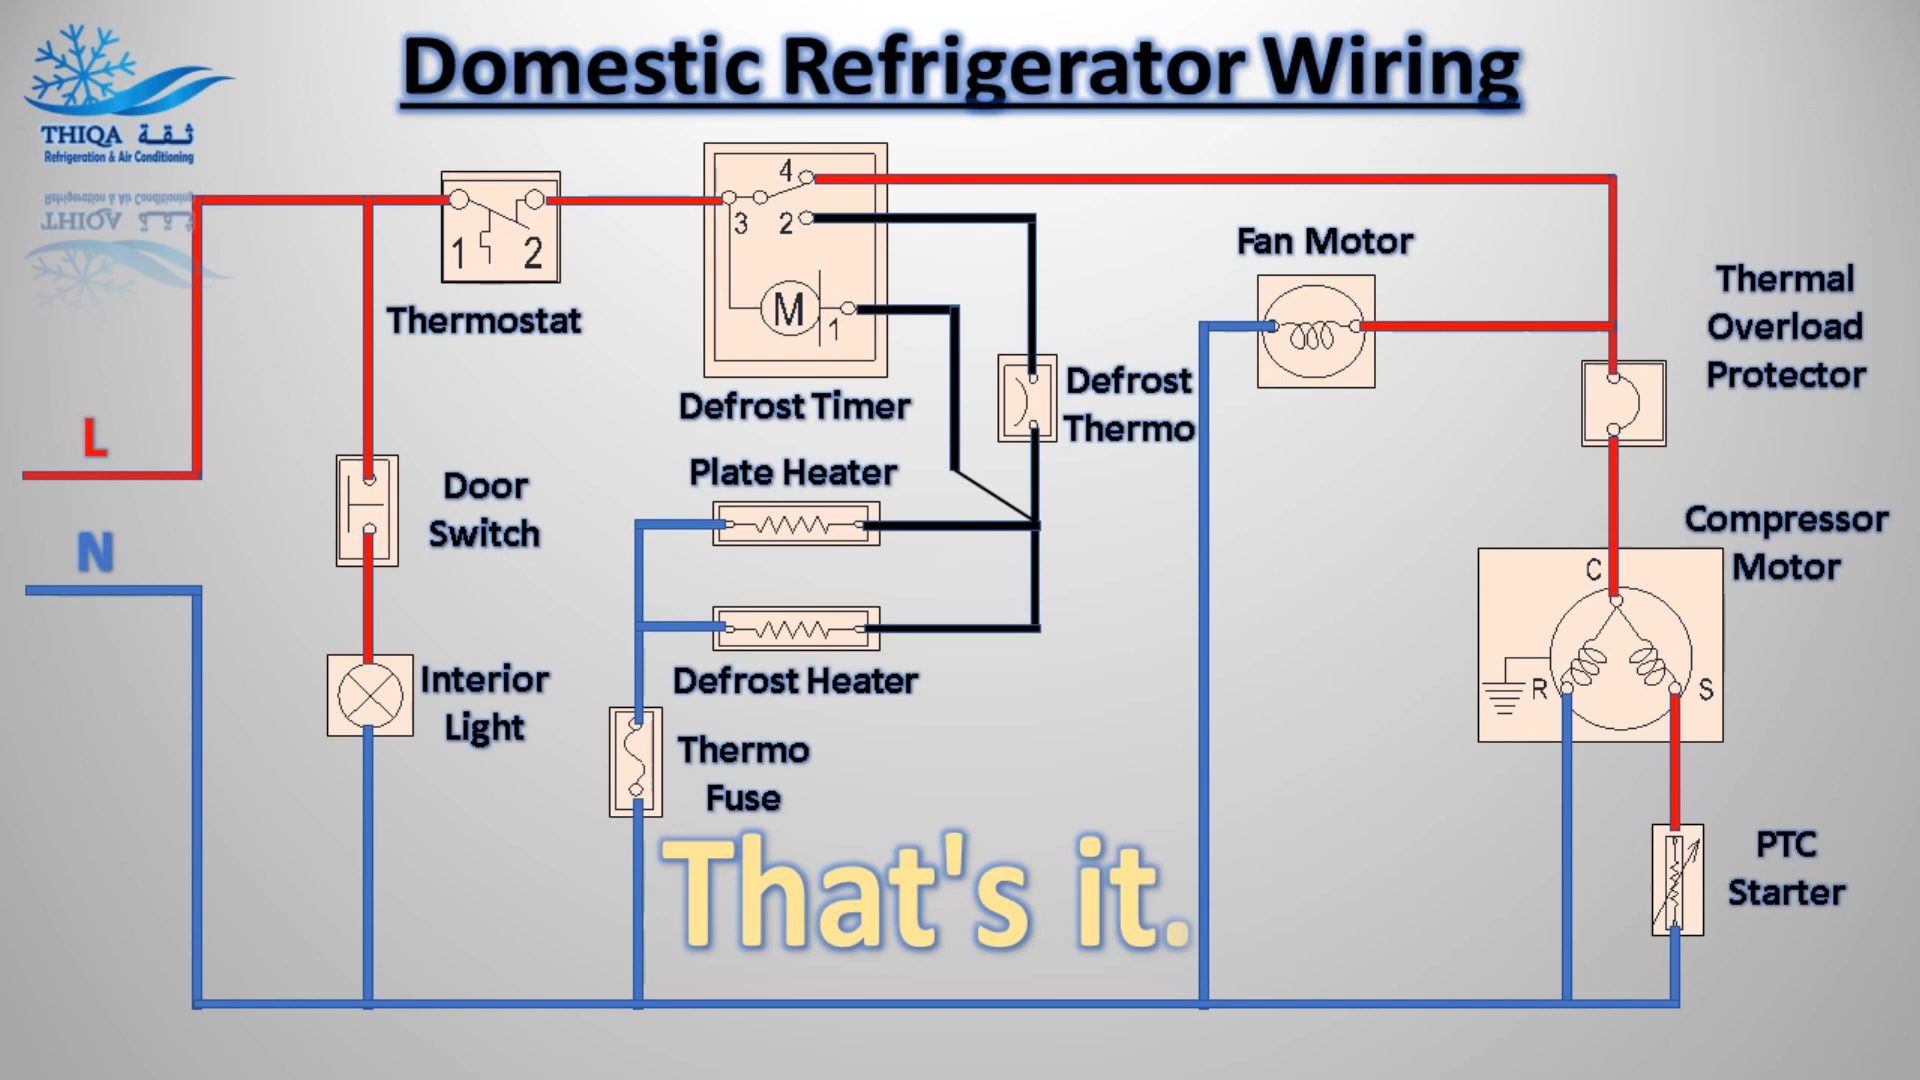 Domestic Refrigerator Wiring
THIQA ثـقـة
Refrigeration & Air Conditioning
4
3
2
1
2
M
1
Thermostat
Defrost Timer
Fan Motor
Thermal
Overload
Protector
L
N
Door
Switch
Defrost
Thermo
Plate Heater
Compressor
Motor
C
R
S
Interior
Light
Defrost Heater
Thermo
Fuse
That's it.
PTC
Starter